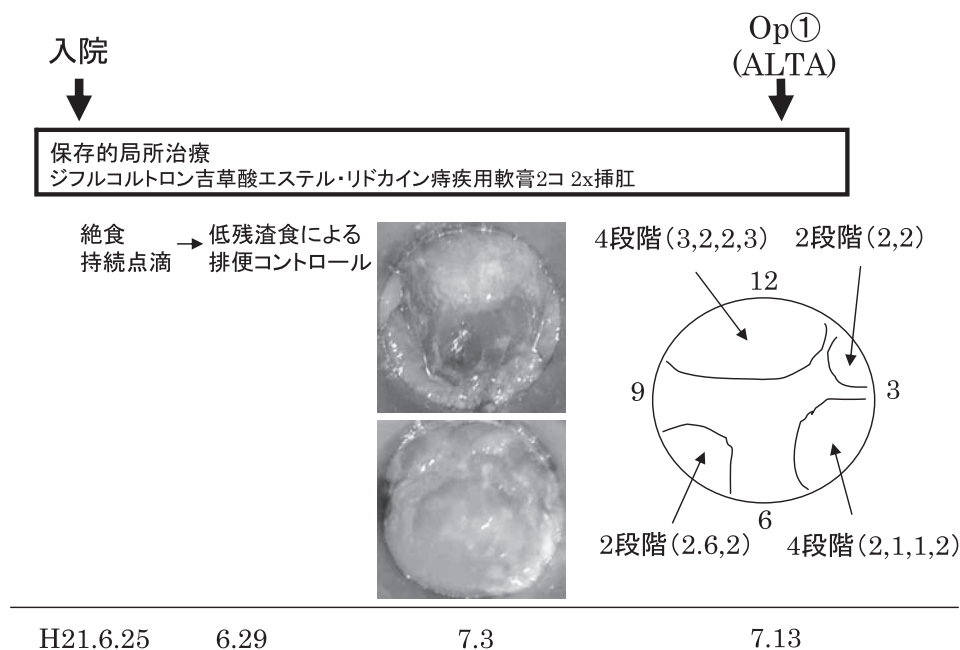 入院
Op①
(ALTA)
保存的局所治療
ジフルコルトロン吉草酸エステル・リドカイン痔疾用軟膏2コ 2x挿肛
絶食
持続点滴
→
低残渣食による
排便コントロール
4段階(3,2,2,3)
2段階(2,2)
12
9
3
6
2段階(2.6,2)
4段階(2,1,1,2)
H21.6.25
6.29
7.3
7.13